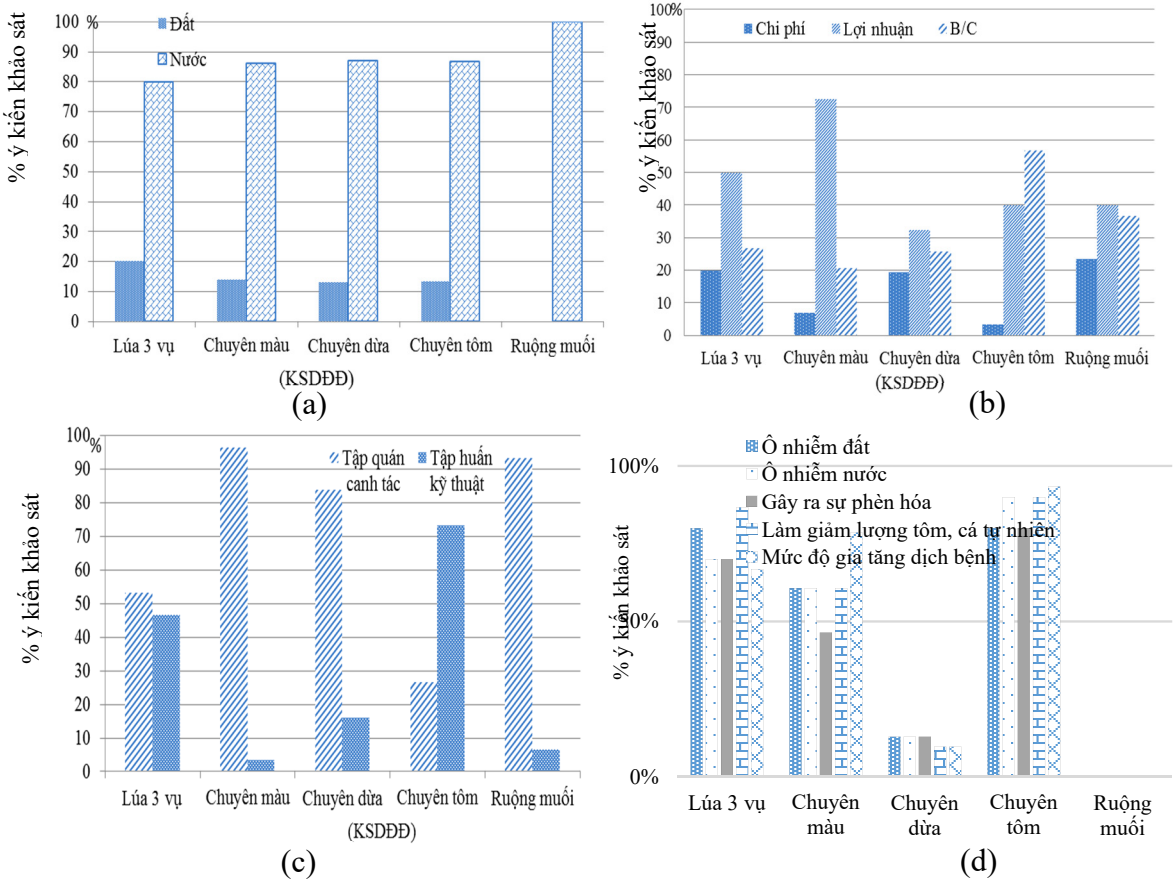 % ý kiến khảo sát
100
%
90
80
70
60
50
40
30
20
10
0
Đất
Nước
Lúa 3 vụ
Chuyên màu
Chuyên dừa
Chuyên tôm
Ruộng muối
(KSDĐĐ)
(a)
% ý kiến khảo sát
100%
90
80
70
60
50
40
30
20
10
0
Chi phí
Lợi nhuận
B/C
Lúa 3 vụ
Chuyên màu
Chuyên dừa
Chuyên tôm
Ruộng muối
(KSDĐĐ)
(b)
% ý kiến khảo sát
100
%
90
80
70
60
50
40
30
20
10
0
Tập quán
canh tác
Tập huấn
kỹ thuật
Lúa 3 vụ
Chuyên màu
Chuyên dừa
Chuyên tôm
Ruộng muối
(KSDĐĐ)
(c)
% ý kiến khảo sát
100%
50%
0%
Ô nhiễm đất
Ô nhiễm nước
Gây ra sự phèn hóa
Làm giảm lượng tôm, cá tự nhiên
Mức độ gia tăng dịch bệnh
Lúa 3 vụ
Chuyên
màu
Chuyên
dừa
Chuyên
tôm
Ruộng
muối
(d)